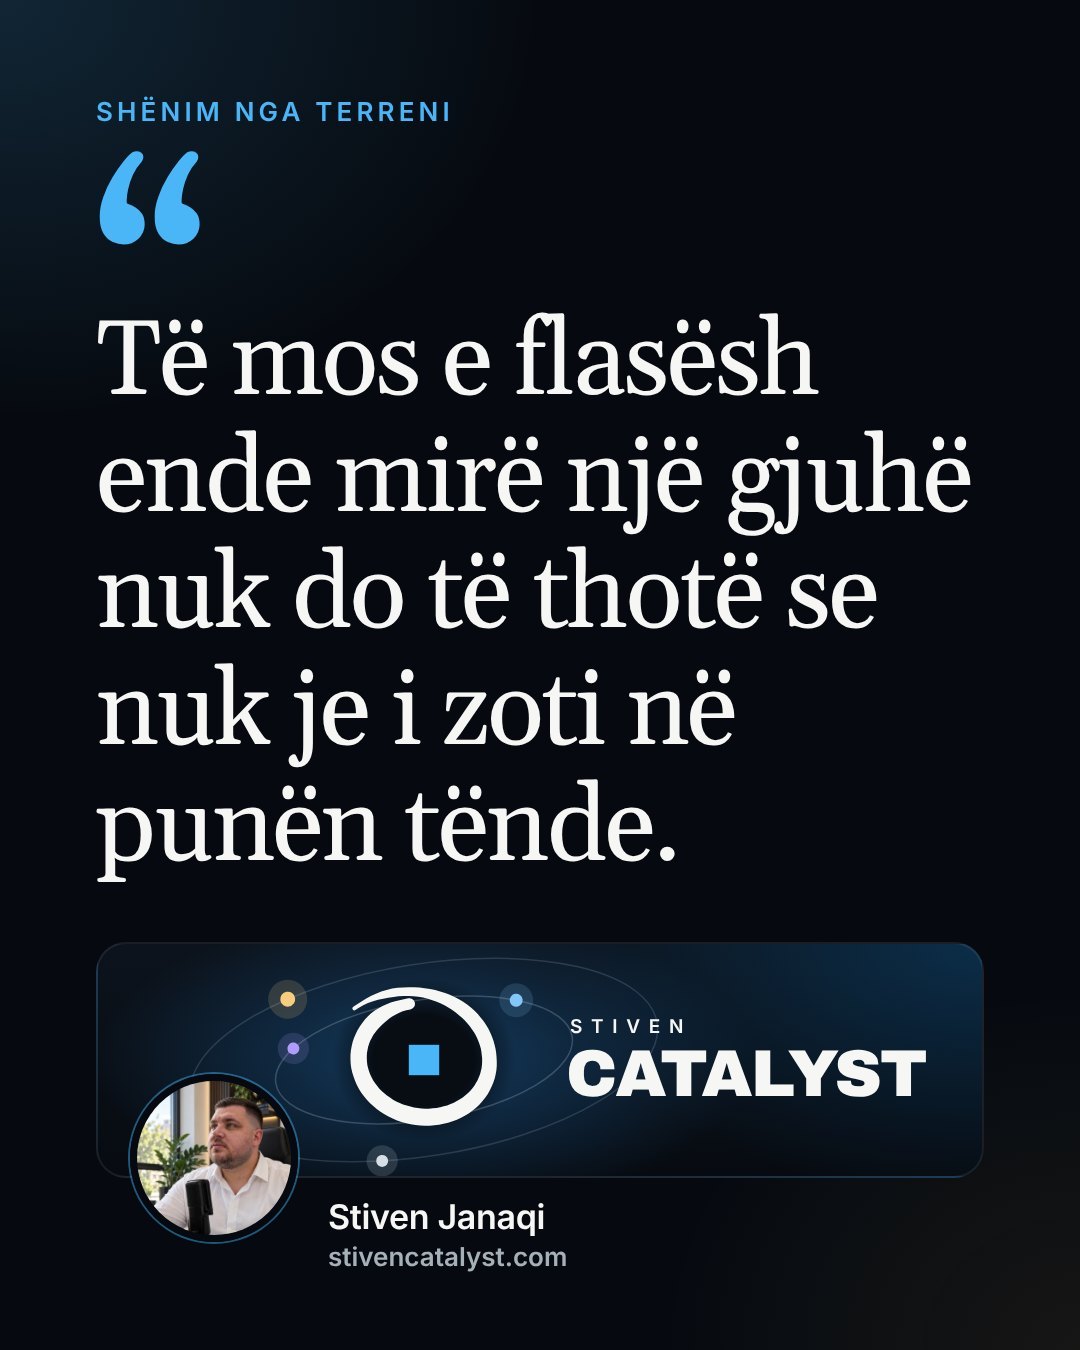 SHËNIM NGA TERRENI
“
Të mos e flasësh
ende mirë një gjuhë
nuk do të thotë se
nuk je i zoti në
punën tënde.
STIVEN
CATALYST
Stiven Janaqi
stivencatalyst.com